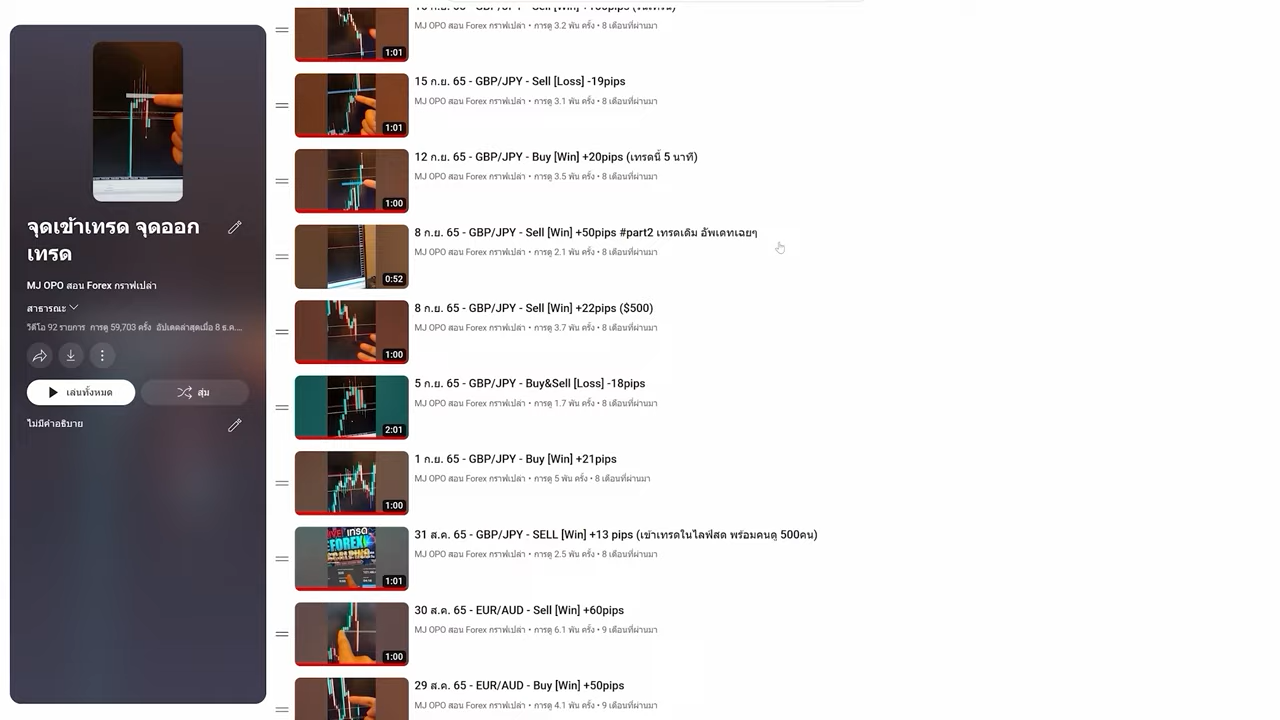 จุดเข้าเทรด จุดออก
เทรด
MJ OPO สอน Forex กราฟเปล่า
สาธารณะ
วิดีโอ 92 รายการ การดู 59,703 ครั้ง อัปเดตล่าสุดเมื่อ 8 ธ.ค....
เล่นทั้งหมด
สุ่ม
ไม่มีคำอธิบาย
MJ OPO สอน Forex กราฟเปล่า • การดู 3.2 พัน ครั้ง • 8 เดือนที่ผ่านมา
1:01
15 ก.ย. 65 - GBP/JPY - Sell [Loss] -19pips
MJ OPO สอน Forex กราฟเปล่า • การดู 3.1 พัน ครั้ง • 8 เดือนที่ผ่านมา
1:01
12 ก.ย. 65 - GBP/JPY - Buy [Win] +20pips (เทรดนี้ 5 นาที)
MJ OPO สอน Forex กราฟเปล่า • การดู 3.5 พัน ครั้ง • 8 เดือนที่ผ่านมา
1:00
8 ก.ย. 65 - GBP/JPY - Sell [Win] +50pips #part2 เทรดเดิม อัพเดทเฉยๆ
MJ OPO สอน Forex กราฟเปล่า • การดู 2.1 พัน ครั้ง • 8 เดือนที่ผ่านมา
0:52
8 ก.ย. 65 - GBP/JPY - Sell [Win] +22pips ($500)
MJ OPO สอน Forex กราฟเปล่า • การดู 3.7 พัน ครั้ง • 8 เดือนที่ผ่านมา
1:00
5 ก.ย. 65 - GBP/JPY - Buy&Sell [Loss] -18pips
MJ OPO สอน Forex กราฟเปล่า • การดู 1.7 พัน ครั้ง • 8 เดือนที่ผ่านมา
2:01
1 ก.ย. 65 - GBP/JPY - Buy [Win] +21pips
MJ OPO สอน Forex กราฟเปล่า • การดู 5 พัน ครั้ง • 8 เดือนที่ผ่านมา
1:00
31 ส.ค. 65 - GBP/JPY - SELL [Win] +13 pips (เข้าเทรดในไลฟ์สด พร้อมคนดู 500คน)
MJ OPO สอน Forex กราฟเปล่า • การดู 2.5 พัน ครั้ง • 8 เดือนที่ผ่านมา
1:01
30 ส.ค. 65 - EUR/AUD - Sell [Win] +60pips
MJ OPO สอน Forex กราฟเปล่า • การดู 6.1 พัน ครั้ง • 9 เดือนที่ผ่านมา
1:00
29 ส.ค. 65 - EUR/AUD - Buy [Win] +50pips
MJ OPO สอน Forex กราฟเปล่า • การดู 4.1 พัน ครั้ง • 9 เดือนที่ผ่านมา